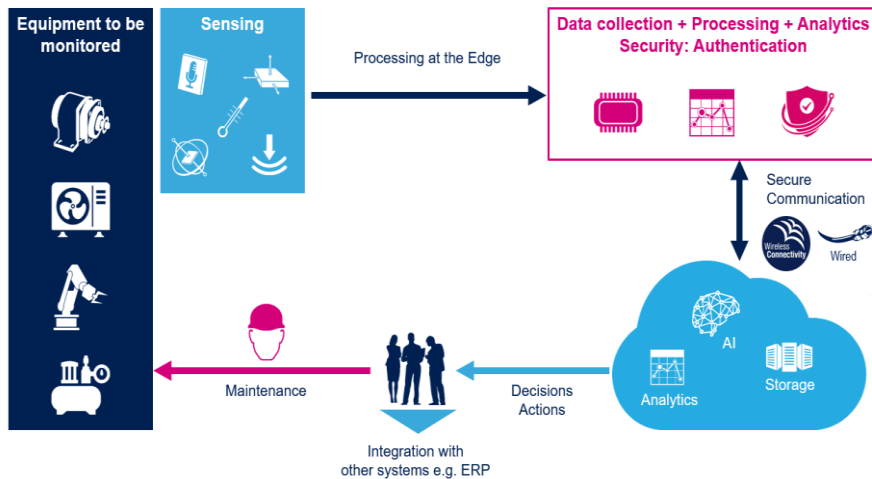 Equipment to be
monitored
Sensing
Processing at the Edge
Data collection + Processing + Analytics
Security: Authentication
Secure
Communication
Wireless
Connectivity
Wired
AI
Analytics
Storage
Decisions
Actions
Maintenance
Integration with
other systems e.g. ERP